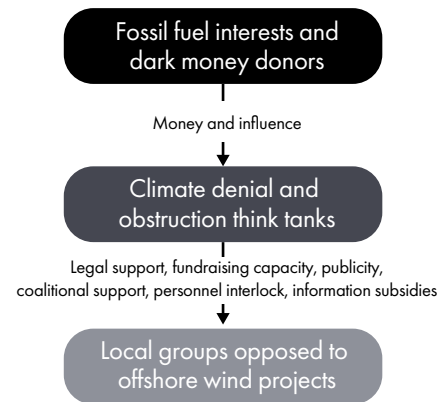 Fossil fuel interests and
dark money donors
Money and influence
Climate denial and
obstruction think tanks
Legal support, fundraising capacity, publicity,
coalitional support, personnel interlock, information subsidies
Local groups opposed to
offshore wind projects